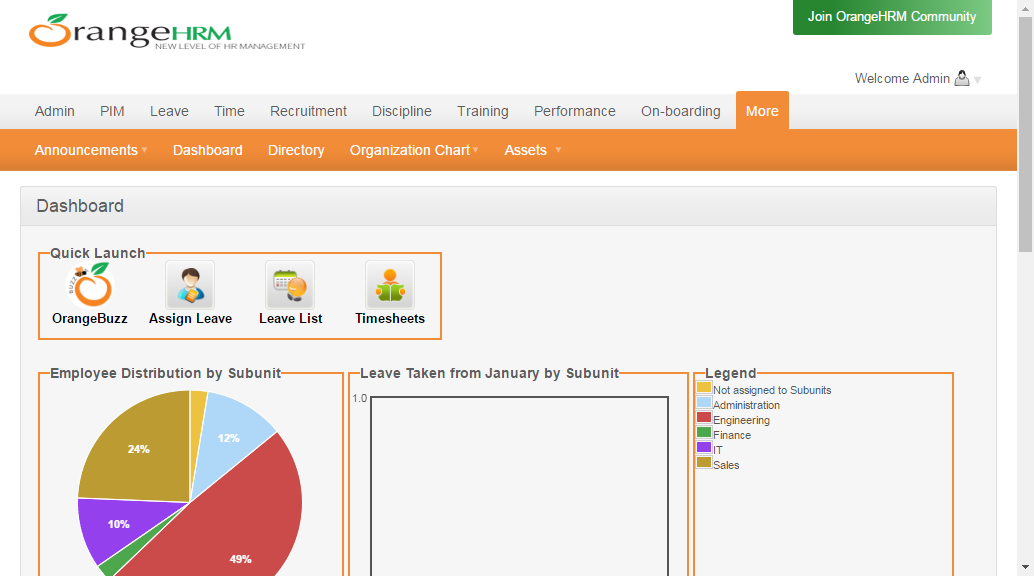 OrangeHRM
NEW LEVEL OF HR MANAGEMENT
Join OrangeHRM Community
Welcome Admin
Admin PIM Leave Time Recruitment Discipline Training Performance On-boarding More
Announcements Dashboard Directory Organization Chart Assets
Dashboard
Quick Launch
BUZZ
OrangeBuzz Assign Leave Leave List Timesheets
Employee Distribution by Subunit
24%
12%
10%
49%
Leave Taken from January by Subunit
1.0
Legend
Not assigned to Subunits
Administration
Engineering
Finance
IT
Sales